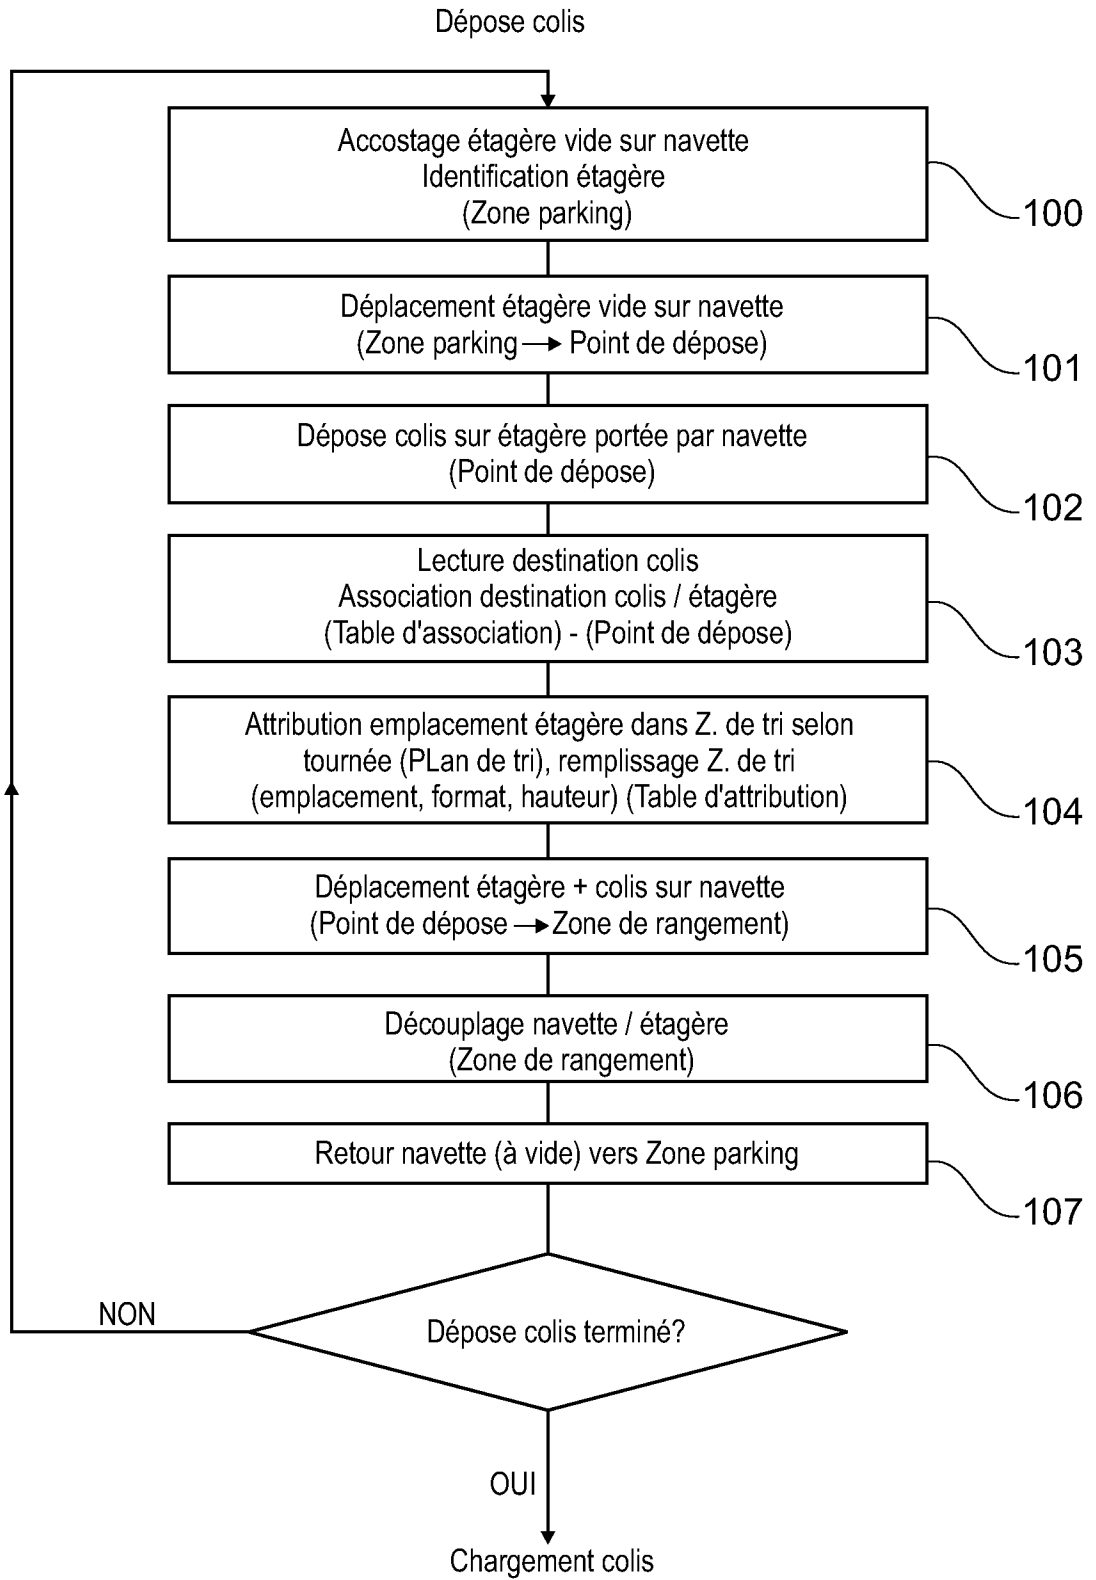 Dépose colis
Accostage étagère vide sur navette
Identification étagère
(Zone parking)
100
Déplacement étagère vide sur navette
(Zone parking → Point de dépose)
101
Dépose colis sur étagère portée par navette
(Point de dépose)
102
Lecture destination colis
Association destination colis / étagère
(Table d'association) - (Point de dépose)
103
Attribution emplacement étagère dans Z. de tri selon
tournée (PLan de tri), remplissage Z. de tri
(emplacement, format, hauteur) (Table d'attribution)
104
Déplacement étagère + colis sur navette
(Point de dépose → Zone de rangement)
105
Découplage navette / étagère
(Zone de rangement)
106
Retour navette (à vide) vers Zone parking
107
NON
Dépose colis terminé?
OUI
Chargement colis